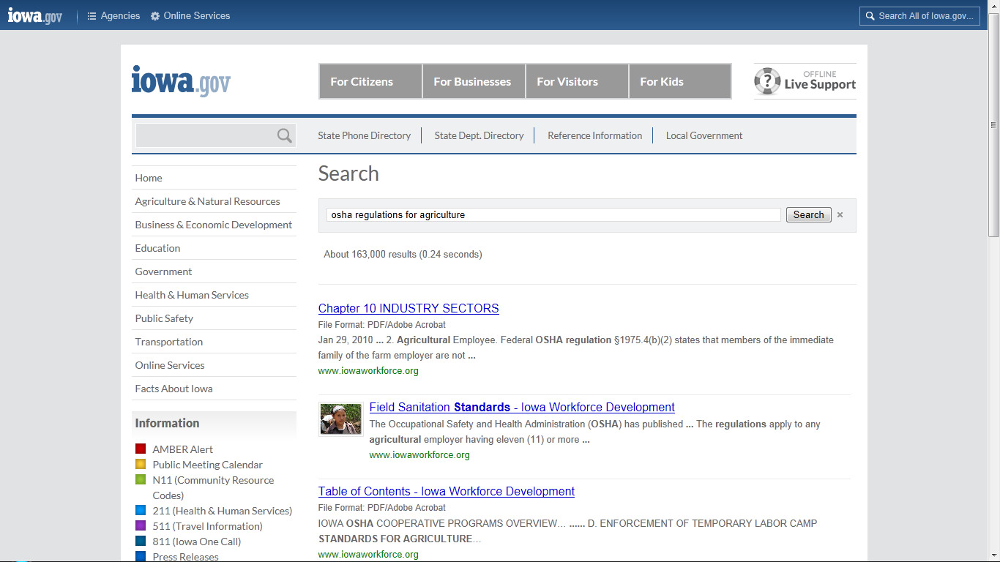 iowa.gov
Agencies
Online Services
Search All of Iowa.gov...
iowa.gov
For Citizens
For Businesses
For Visitors
For Kids
OFFLINE
Live Support
State Phone Directory
State Dept. Directory
Reference Information
Local Government
Home
Agriculture & Natural Resources
Business & Economic Development
Education
Government
Health & Human Services
Public Safety
Transportation
Online Services
Facts About Iowa
Information
AMBER Alert
Public Meeting Calendar
N11 (Community Resource
Codes)
211 (Health & Human Services)
511 (Travel Information)
811 (Iowa One Call)
Press Releases
Search
osha regulations for agriculture
Search
×
About 163,000 results (0.24 seconds)
Chapter 10 INDUSTRY SECTORS
File Format: PDF/Adobe Acrobat
Jan 29, 2010 ... 2. Agricultural Employee. Federal OSHA regulation §1975.4(b)(2) states that members of the immediate
family of the farm employer are not ...
www.iowaworkforce.org
Field Sanitation Standards - Iowa Workforce Development
The Occupational Safety and Health Administration (OSHA) has published ... The regulations apply to any
agricultural employer having eleven (11) or more ...
www.iowaworkforce.org
Table of Contents - Iowa Workforce Development
File Format: PDF/Adobe Acrobat
IOWA OSHA COOPERATIVE PROGRAMS OVERVIEW... ...... D. ENFORCEMENT OF TEMPORARY LABOR CAMP
STANDARDS FOR AGRICULTURE...
www.iowaworkforce.org